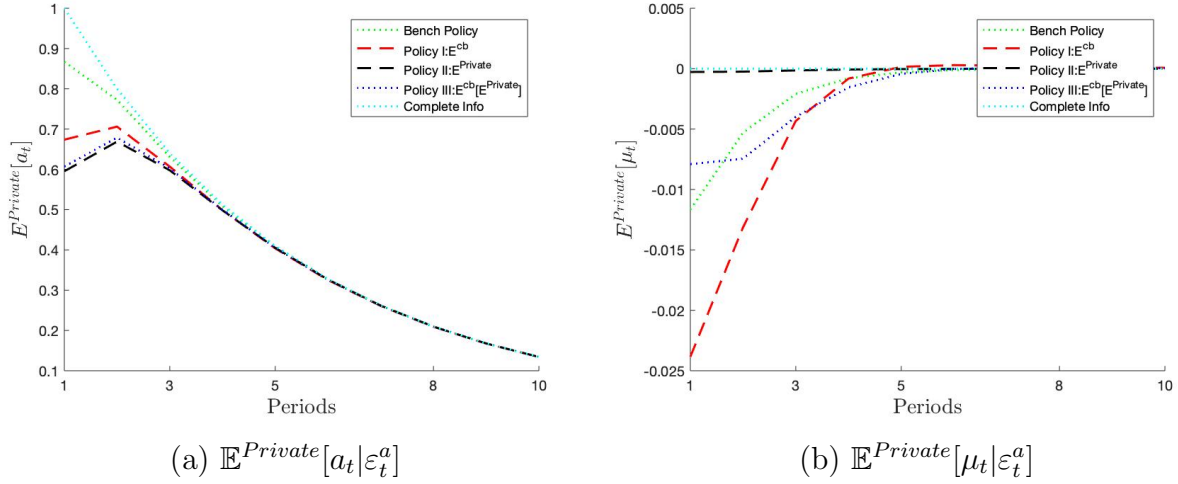 1
0.9
0.8
0.7
0.6
0.5
0.4
0.3
0.2
0.1
E^{Private}[a_t]
1
3
5
8
10
Periods
Bench Policy
Policy I:E^{cb}
Policy II:E^{Private}
Policy III:E^{cb}[E^{Private}]
Complete Info
(a) 𝔼^{Private}[a_t|ε_t^a]
0.005
0
-0.005
-0.01
-0.015
-0.02
-0.025
E^{Private}[μ_t]
1
3
5
8
10
Periods
Bench Policy
Policy I:E^{cb}
Policy II:E^{Private}
Policy III:E^{cb}[E^{Private}]
Complete Info
(b) 𝔼^{Private}[μ_t|ε_t^a]